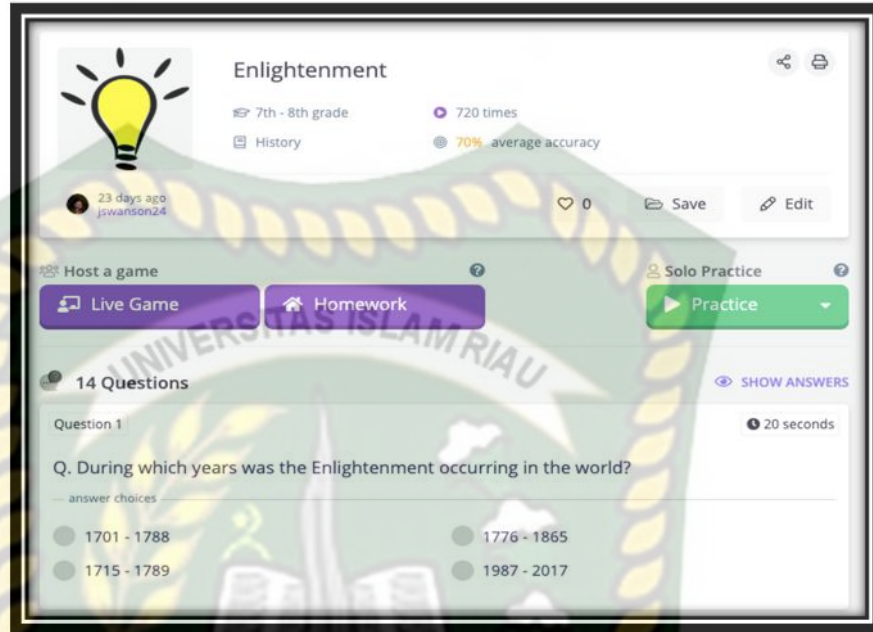 Enlightenment
7th - 8th grade
720 times
History
70% average accuracy
23 days ago
jswanson24
0
Save
Edit
Host a game
Solo Practice
Live Game
Homework
Practice
UNIVERSITAS ISLAM RIAU
14 Questions
SHOW ANSWERS
Question 1
20 seconds
Q. During which years was the Enlightenment occurring in the world?
answer choices
1701 - 1788
1776 - 1865
1715 - 1789
1987 - 2017